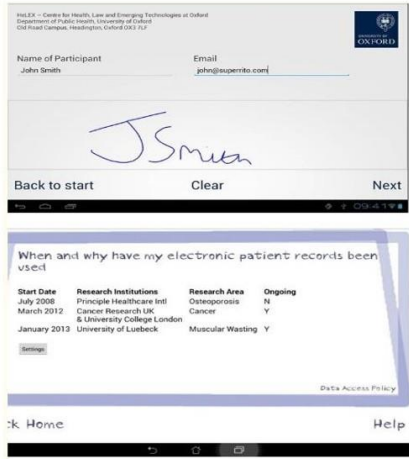 HeLEX – Centre for Health, Law and Emerging Technologies at Oxford
Department of Public Health, University of Oxford
Old Road Campus, Headington, Oxford OX3 7LF
UNIVERSITY OF
OXFORD
Name of Participant Email
John Smith john@superrito.com
J Smith
Back to start Clear Next
09:41
When and why have my electronic patient records been
used
Start Date Research Institutions Research Area Ongoing
July 2008 Principle Healthcare Intl Osteoporosis N
March 2012 Cancer Research UK Cancer Y
& University College London
January 2013 University of Luebeck Muscular Wasting Y
Settings
Data Access Policy
ck Home Help